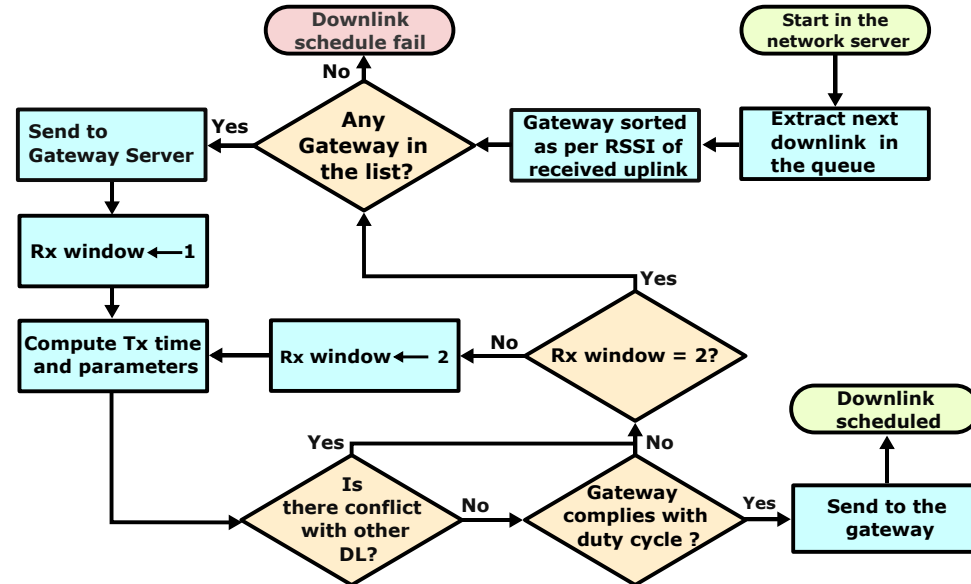 Downlink
schedule fail
Start in the
network server
No
Yes
Send to
Gateway Server
Any
Gateway in
the list?
Gateway sorted
as per RSSI of
received uplink
Extract next
downlink in
the queue
Rx window ← 1
Yes
Compute Tx time
and parameters
Rx window ← 2
No
Rx window = 2?
Downlink
scheduled
Yes
No
Is
there conflict
with other
DL?
No
Gateway
complies with
duty cycle ?
Yes
Send to the
gateway